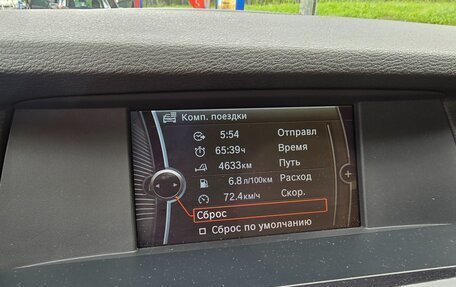 Комп. поездки
5:54 Отправл
65:39ч Время
4633км Путь
6.8л/100км Расход
72.4км/ч Скор.
Сброс
Сброс по умолчанию